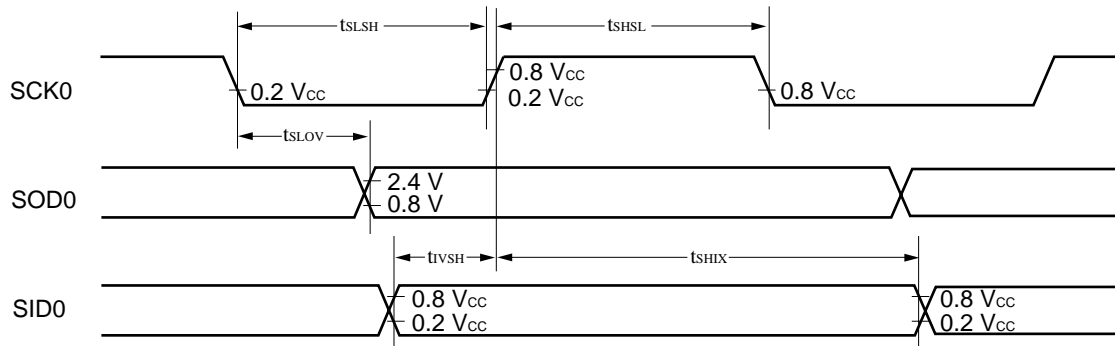 tSLSH
tSHSL
SCK0
0.2 VCC
0.8 VCC
0.2 VCC
0.8 VCC
tSLOV
SOD0
2.4 V
0.8 V
tIVSH
tSHIX
SID0
0.8 VCC
0.2 VCC
0.8 VCC
0.2 VCC